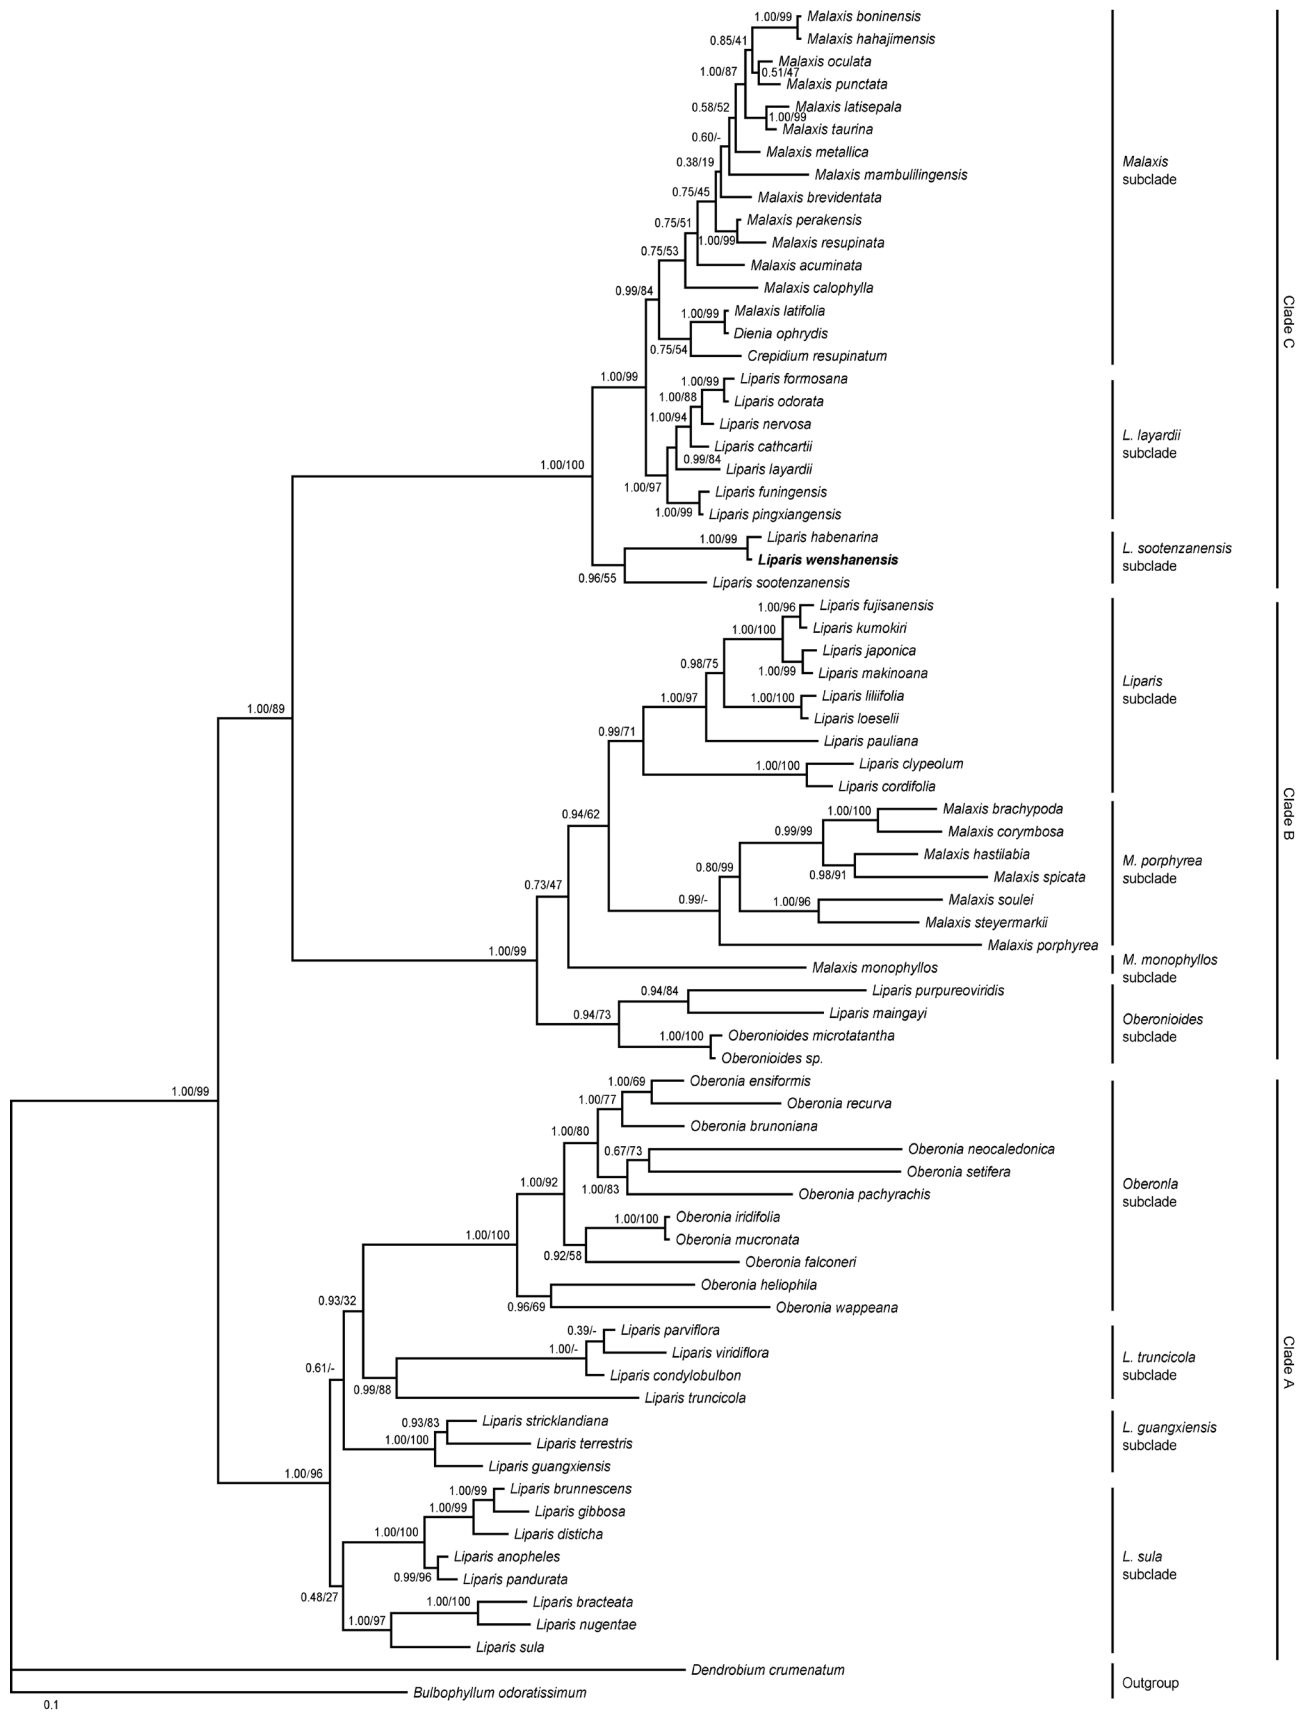 1.00/99
Malaxis boninensis
Malaxis hahajimensis
0.85/41
Malaxis oculata
0.51/47
Malaxis punctata
1.00/87
Malaxis latisepala
1.00/99
Malaxis taurina
0.58/52
Malaxis metallica
0.60/-
Malaxis mambulilingensis
0.38/19
Malaxis brevidentata
0.75/45
Malaxis perakensis
1.00/99
Malaxis resupinata
0.75/51
Malaxis acuminata
0.75/53
Malaxis calophylla
0.99/84
1.00/99
Malaxis latifolia
Dienia ophrydis
0.75/54
Crepidium resupinatum
Malaxis
subclade
1.00/99
1.00/99
Liparis formosana
Liparis odorata
1.00/88
Liparis nervosa
1.00/94
Liparis cathcartii
0.99/84
Liparis layardii
1.00/97
Liparis funingensis
1.00/99
Liparis pingxiangensis
L. layardii
subclade
1.00/100
1.00/99
Liparis habenarina
Liparis wenshanensis
0.96/55
Liparis sootenzanensis
L. sootenzanensis
subclade
Clade C
1.00/96
Liparis fujisanensis
Liparis kumokiri
1.00/100
Liparis japonica
1.00/99
Liparis makinoana
0.98/75
1.00/100
Liparis liliifolia
Liparis loeselii
1.00/97
Liparis pauliana
0.99/71
1.00/100
Liparis clypeolum
Liparis cordifolia
Liparis
subclade
1.00/89
0.94/62
1.00/100
Malaxis brachypoda
Malaxis corymbosa
0.99/99
Malaxis hastilabia
0.98/91
Malaxis spicata
0.80/99
1.00/96
Malaxis soulei
Malaxis steyermarkii
0.99/-
Malaxis porphyrea
M. porphyrea
subclade
0.73/47
Malaxis monophyllos
M. monophyllos
subclade
1.00/99
0.94/84
Liparis purpureoviridis
Liparis maingayi
0.94/73
1.00/100
Oberonioides microtatantha
Oberonioides sp.
Oberonioides
subclade
Clade B
1.00/99
1.00/69
Oberonia ensiformis
Oberonia recurva
1.00/77
Oberonia brunoniana
1.00/80
0.67/73
Oberonia neocaledonica
Oberonia setifera
1.00/83
Oberonia pachyrachis
1.00/92
1.00/100
Oberonia iridifolia
Oberonia mucronata
0.92/58
Oberonia falconeri
1.00/100
Oberonia heliophila
0.96/69
Oberonia wappeana
Oberonla
subclade
0.93/32
0.39/-
Liparis parviflora
Liparis viridiflora
1.00/-
Liparis condylobulbon
0.99/88
Liparis truncicola
L. truncicola
subclade
0.61/-
0.93/83
Liparis stricklandiana
Liparis terrestris
1.00/100
Liparis guangxiensis
L. guangxiensis
subclade
1.00/96
1.00/99
Liparis brunnescens
Liparis gibbosa
1.00/99
Liparis disticha
1.00/100
Liparis anopheles
0.99/96
Liparis pandurata
0.48/27
1.00/100
Liparis bracteata
Liparis nugentae
1.00/97
Liparis sula
L. sula
subclade
Clade A
Dendrobium crumenatum
Bulbophyllum odoratissimum
Outgroup
0.1